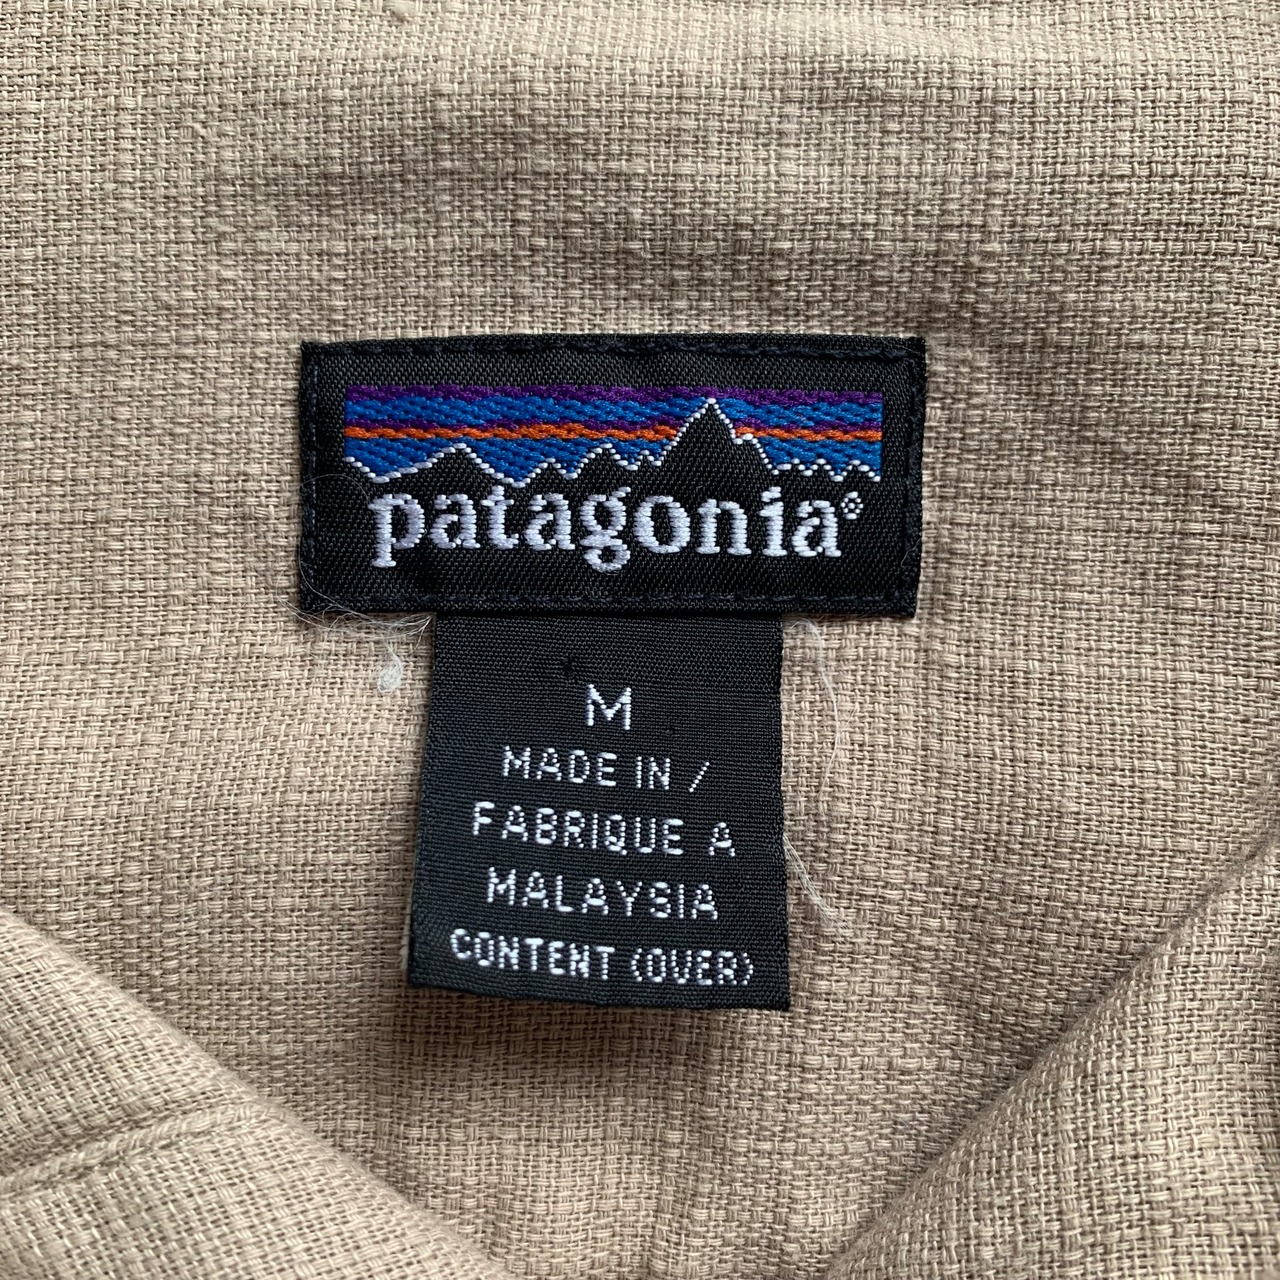 patagonia®
M
MADE IN /
FABRIQUE A
MALAYSIA
CONTENT (OVER)